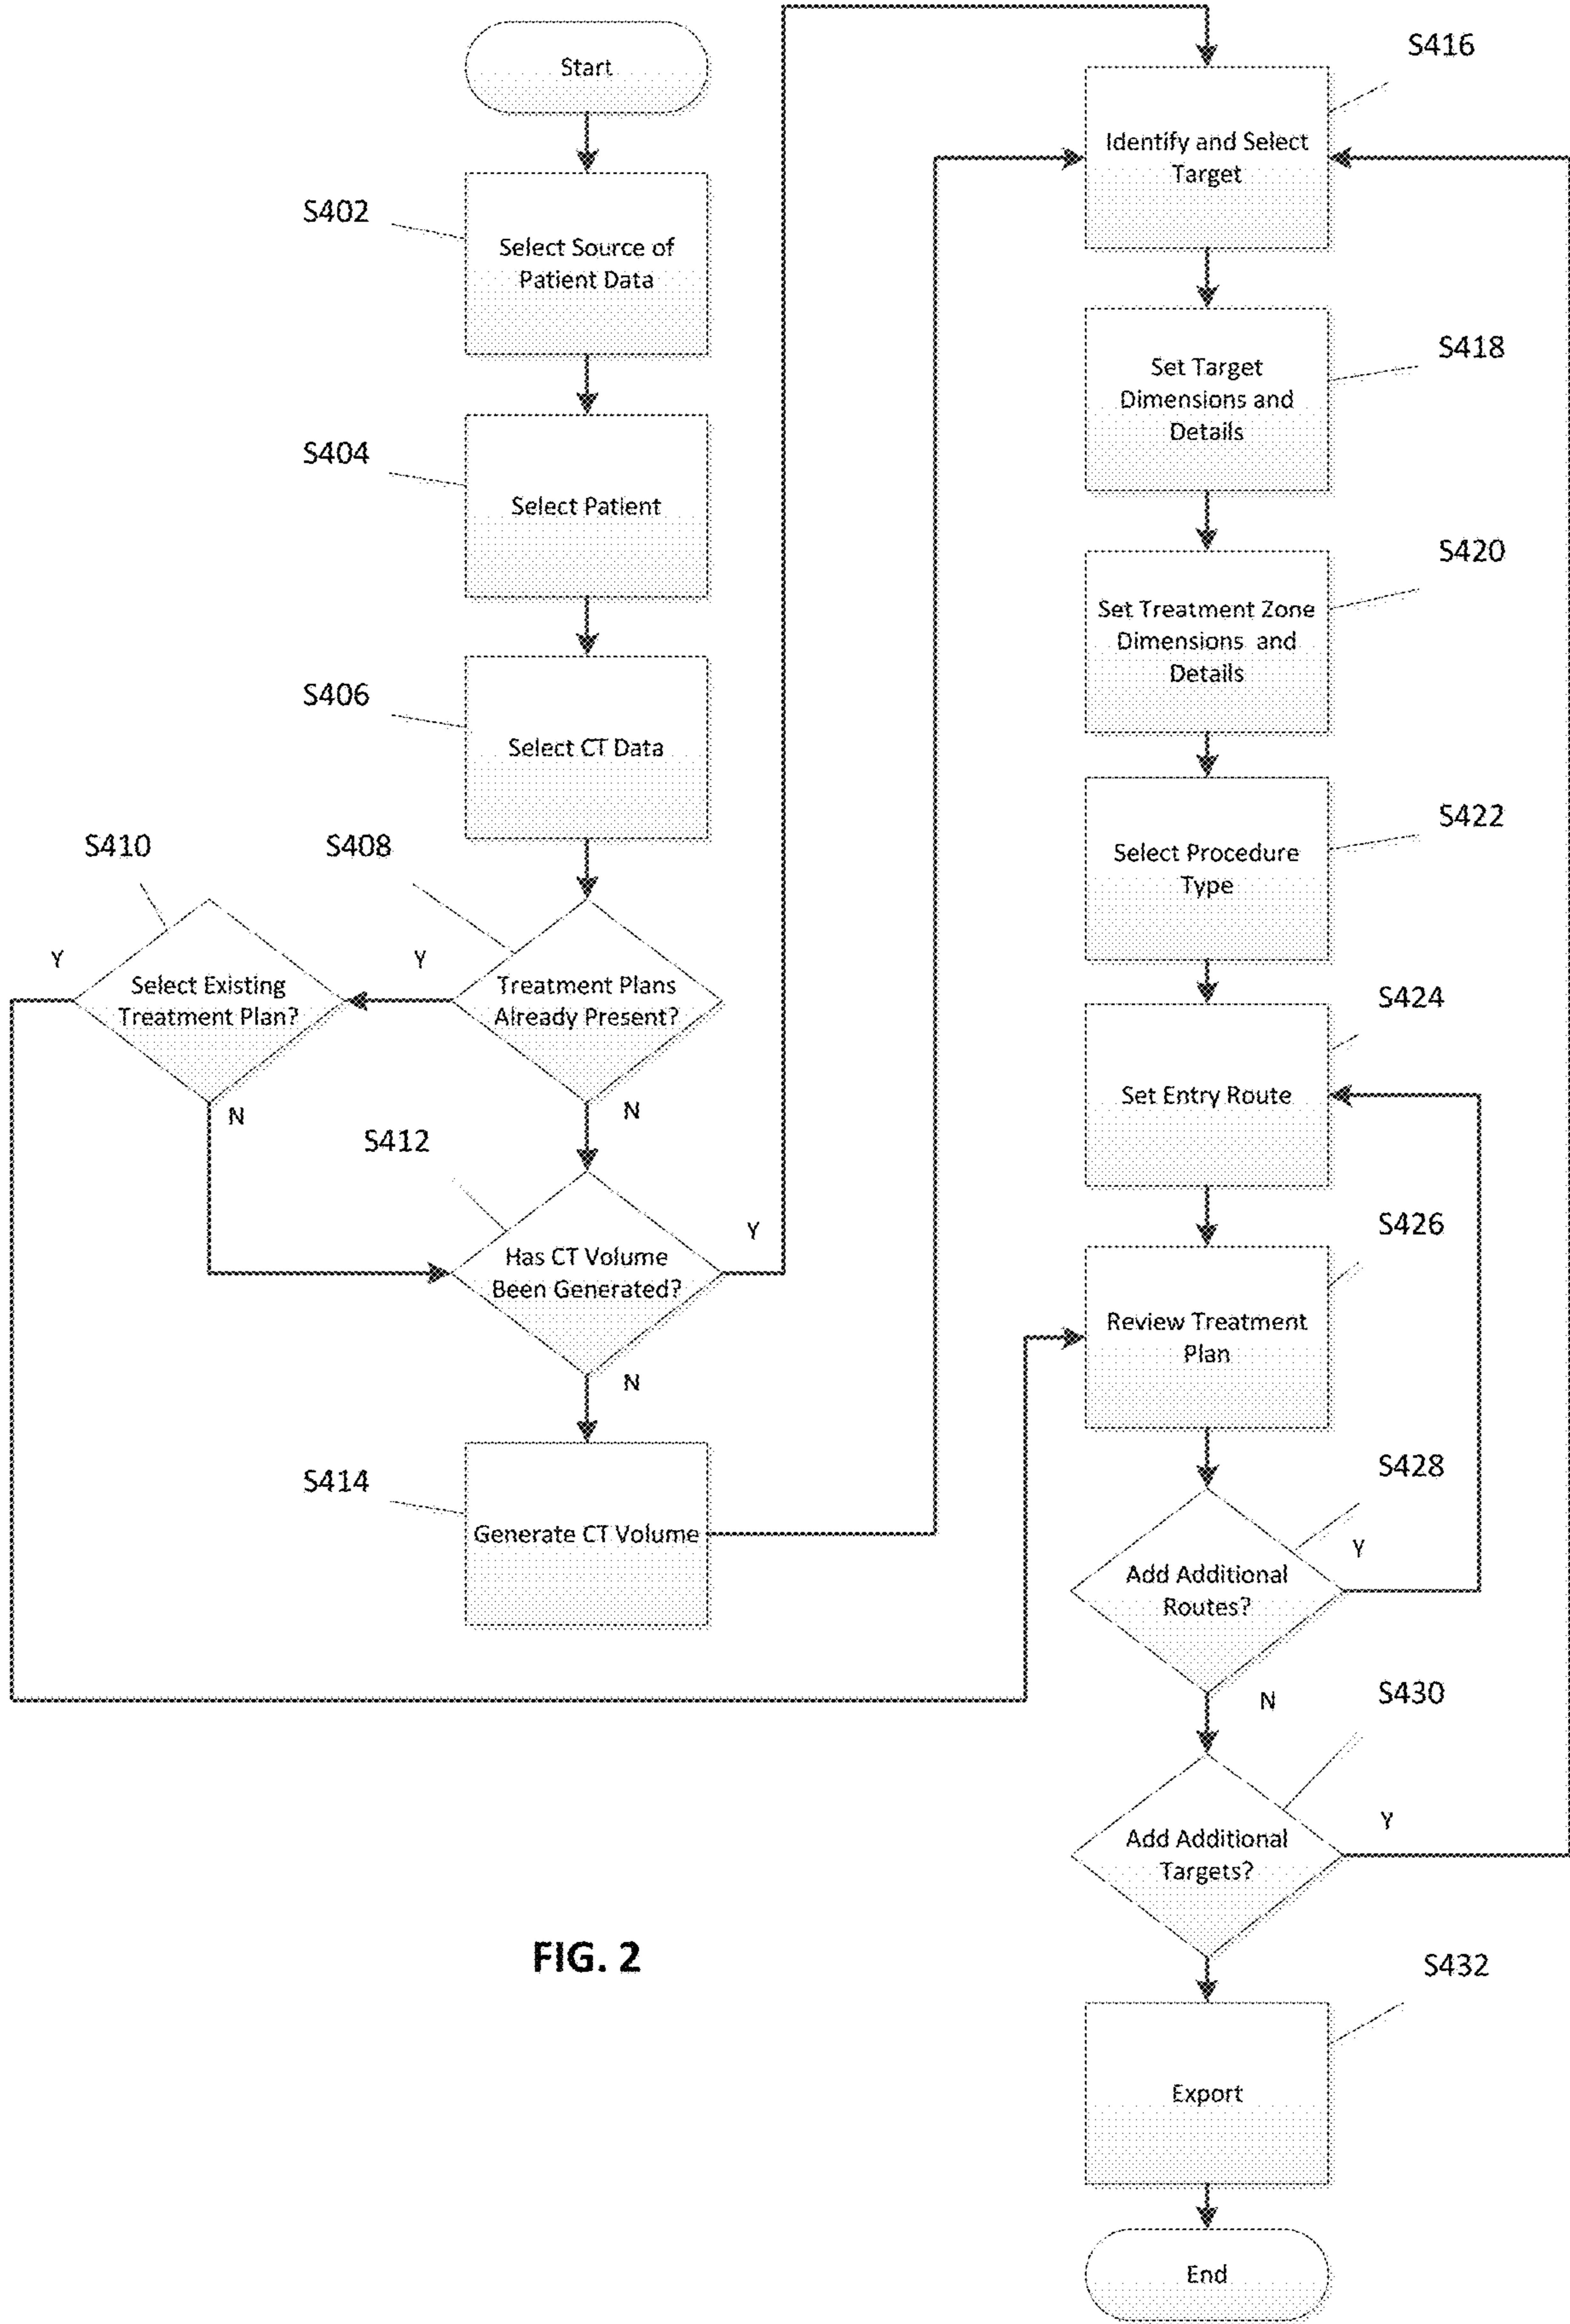 Start
S402
Select Source of
Patient Data
S404
Select Patient
S406
Select CT Data
S410
S408
Y
Select Existing
Treatment Plan?
Y
Treatment Plans
Already Present?
N
N
S412
Has CT Volume
Been Generated?
Y
N
S414
Generate CT Volume
S416
Identify and Select
Target
S418
Set Target
Dimensions and
Details
S420
Set Treatment Zone
Dimensions and
Details
S422
Select Procedure
Type
S424
Set Entry Route
S426
Review Treatment
Plan
S428
Add Additional
Routes?
Y
N
S430
Add Additional
Targets?
Y
S432
Export
End
FIG. 2